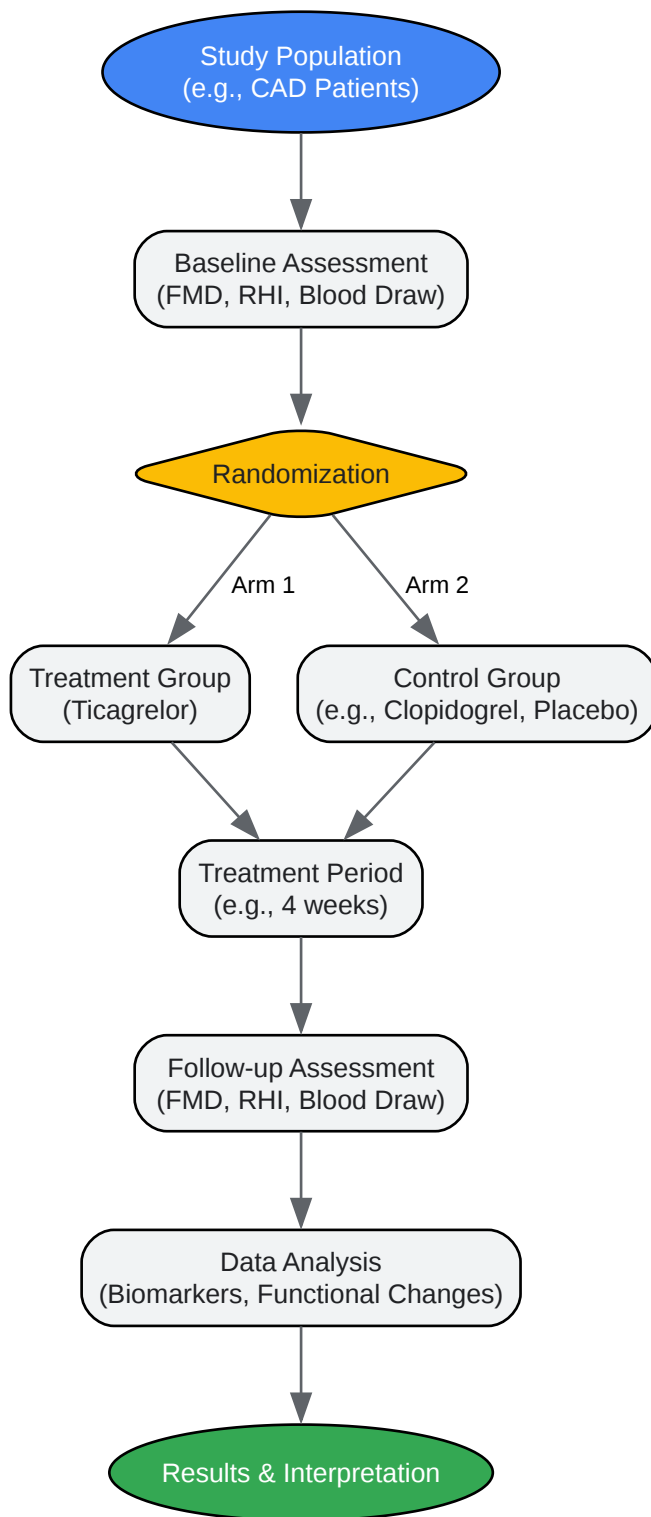 Study Population
(e.g., CAD Patients)
Baseline Assessment
(FMD, RHI, Blood Draw)
Randomization
Arm 1
Arm 2
Treatment Group
(Ticagrelor)
Control Group
(e.g., Clopidogrel, Placebo)
Treatment Period
(e.g., 4 weeks)
Follow-up Assessment
(FMD, RHI, Blood Draw)
Data Analysis
(Biomarkers, Functional Changes)
Results & Interpretation